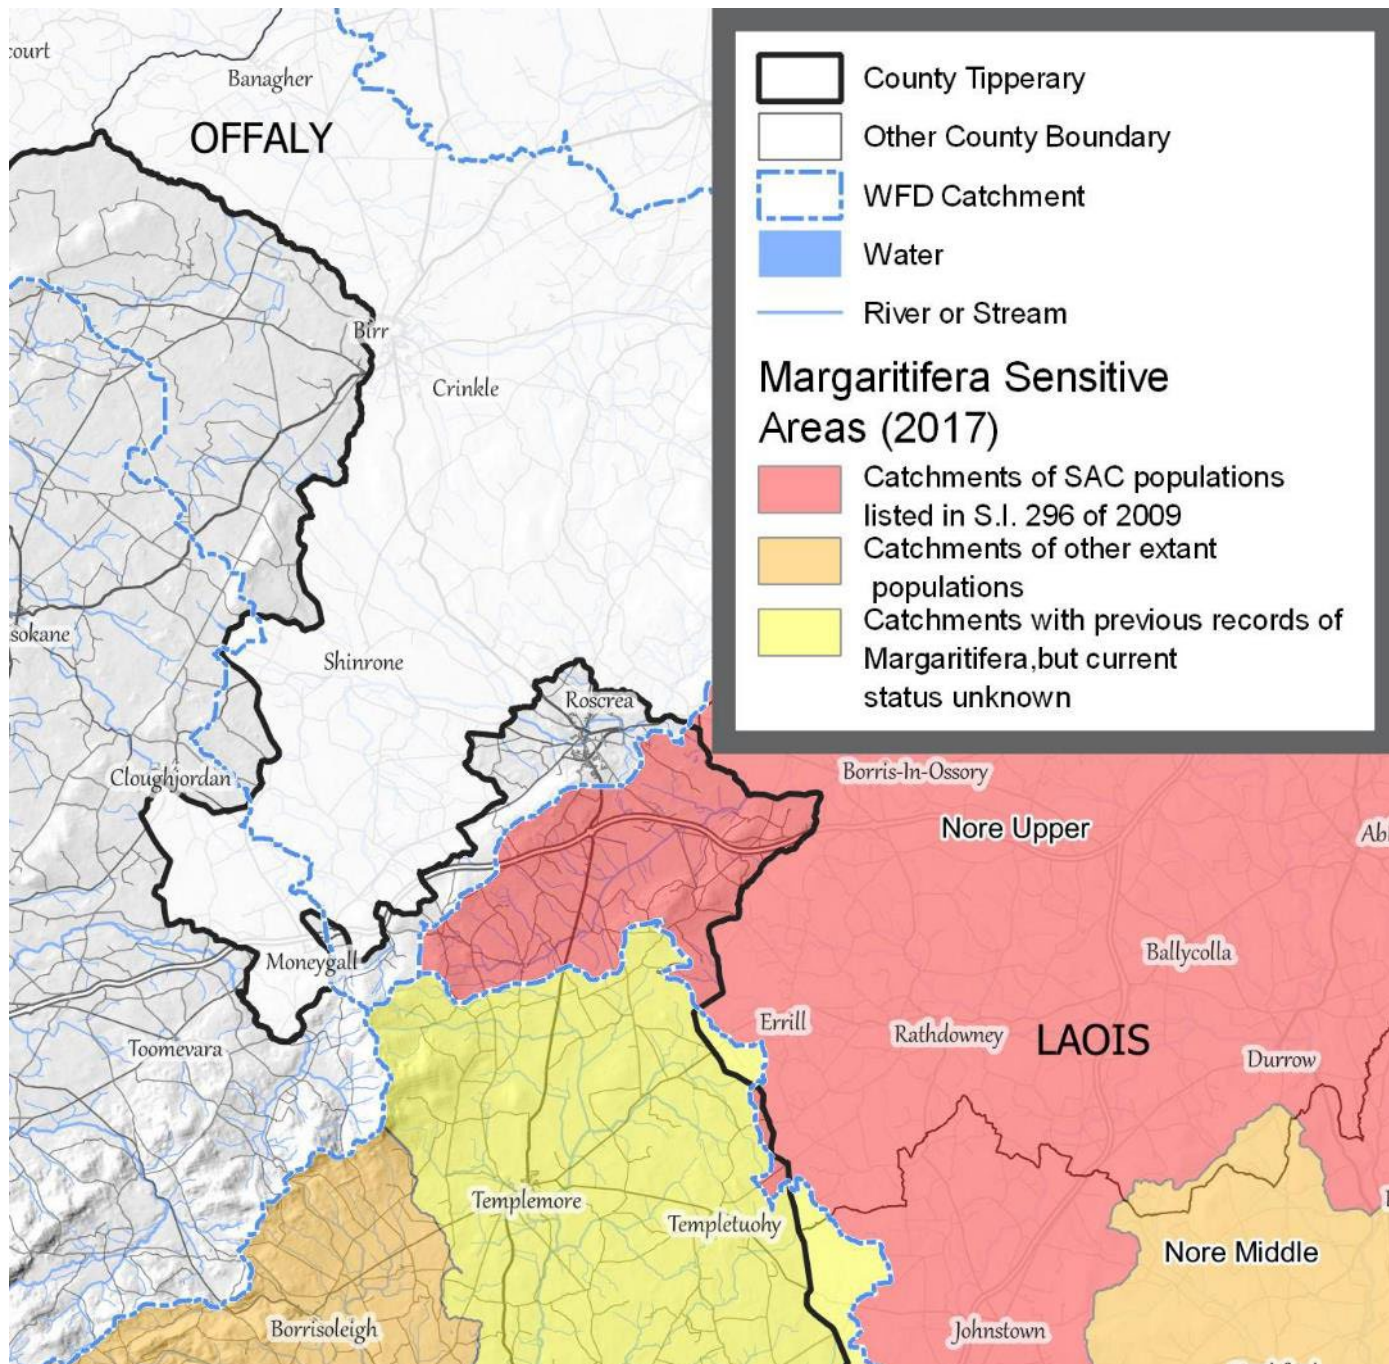 court
Banagher
OFFALY
Birr
Crinkle
sokane
Shinrone
Roscrea
Cloughjordan
Moneygall
Toomevara
Templemore
Templetuohy
Borrisoleigh
County Tipperary
Other County Boundary
WFD Catchment
Water
River or Stream
Margaritifera Sensitive
Areas (2017)
Catchments of SAC populations
listed in S.I. 296 of 2009
Catchments of other extant
populations
Catchments with previous records of
Margaritifera,but current
status unknown
Borris-In-Ossory
Nore Upper
Ab
Ballycolla
Errill
Rathdowney
LAOIS
Durrow
Nore Middle
Johnstown